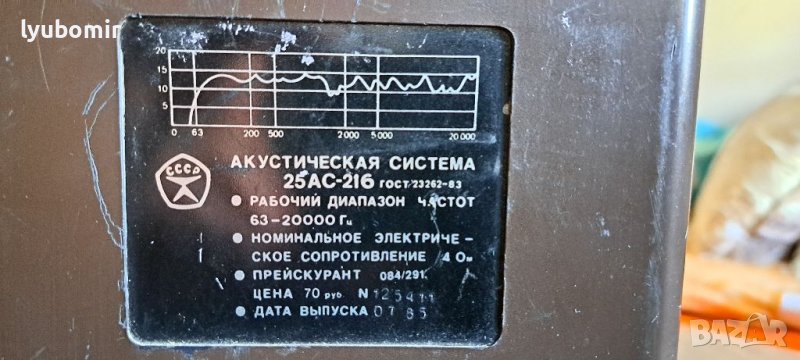 lyubomir
20
15
10
5
0 63 200 500 2000 5000 20000
СССР
АКУСТИЧЕСКАЯ СИСТЕМА
25АС-216 ГОСТ 23262-83
● РАБОЧИЙ ДИАПАЗОН ЧАСТОТ
63-20000 Гц
● НОМИНАЛЬНОЕ ЭЛЕКТРИЧЕ-
СКОЕ СОПРОТИВЛЕНИЕ 4 Ом
● ПРЕЙСКУРАНТ 084/291.
ЦЕНА 70 руб. N 125411
● ДАТА ВЫПУСКА 07 85
BAZAR